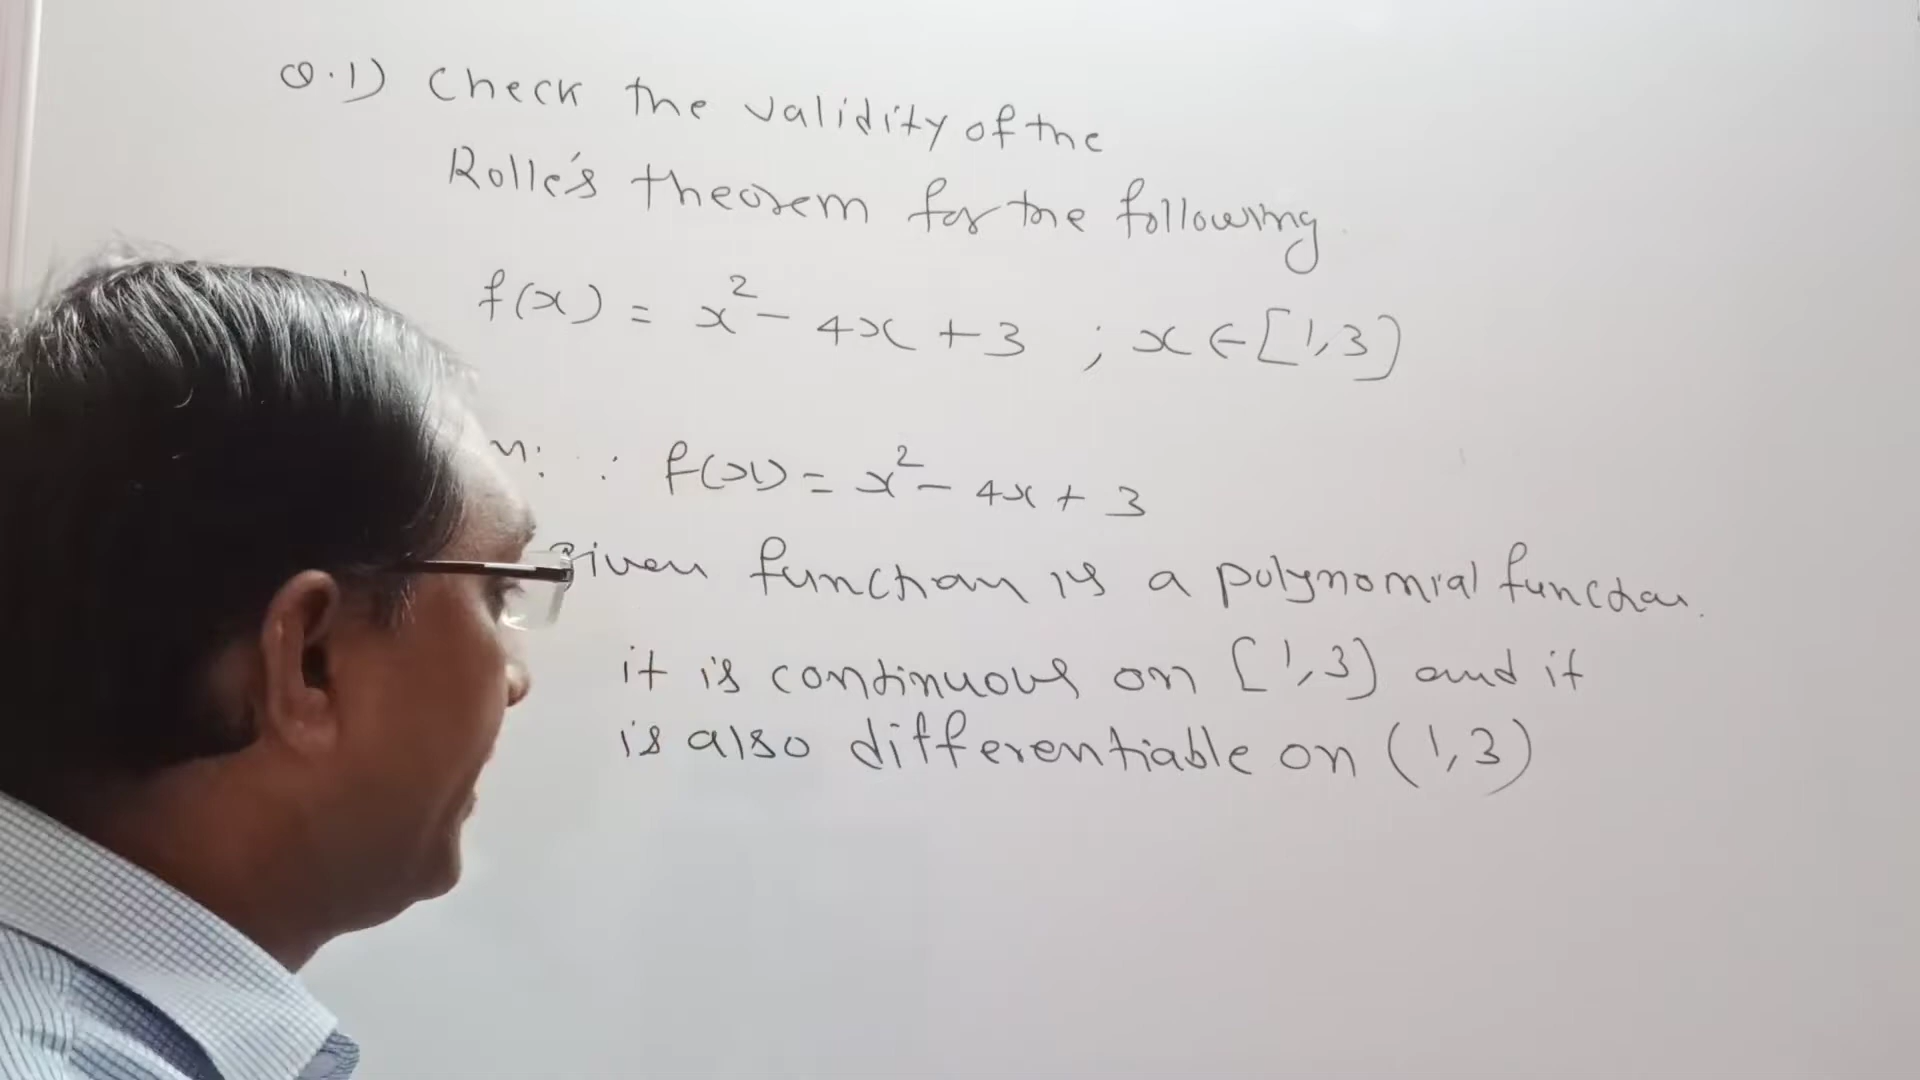 Q.1) Check the validity of the
Rolle's theorem for the following
f(x) = x² - 4x + 3 ; x ∈ [1,3]
∵ f(x) = x² - 4x + 3
Given function is a polynomial function.
it is continuous on [1,3] and it
is also differentiable on (1,3)